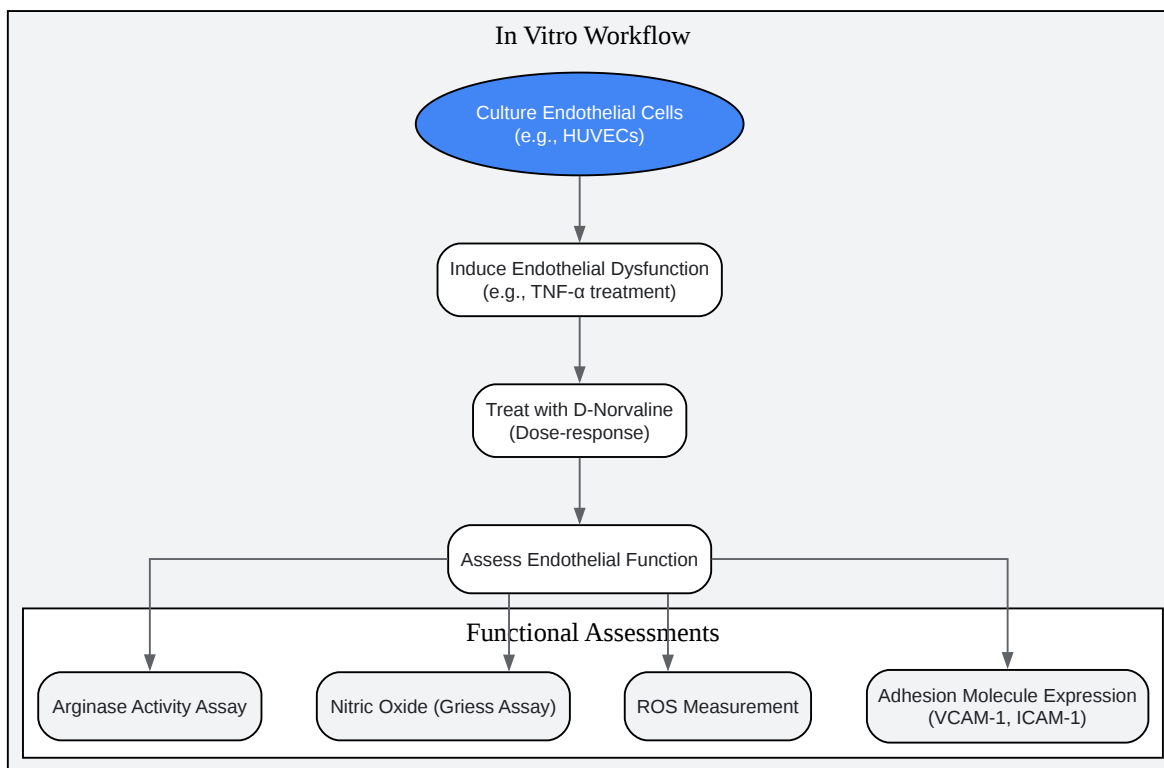 In Vitro Workflow
Culture Endothelial Cells
(e.g., HUVECs)
Induce Endothelial Dysfunction
(e.g., TNF-α treatment)
Treat with D-Norvaline
(Dose-response)
Assess Endothelial Function
Functional Assessments
Arginase Activity Assay
Nitric Oxide (Griess Assay)
ROS Measurement
Adhesion Molecule Expression
(VCAM-1, ICAM-1)